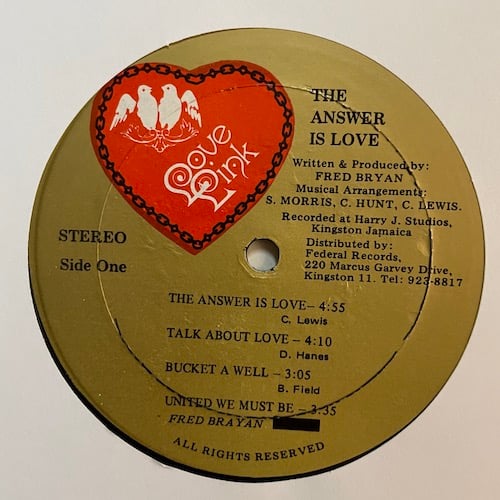 Love
Link
THE
ANSWER
IS LOVE
Written & Produced by:
FRED BRYAN
Musical Arrangements:
S. MORRIS, C. HUNT, C. LEWIS.
Recorded at Harry J. Studios,
Kingston Jamaica
Distributed by:
Federal Records,
220 Marcus Garvey Drive,
Kingston 11. Tel: 923-8817
STEREO
Side One
THE ANSWER IS LOVE – 4:55
C. Lewis
TALK ABOUT LOVE – 4:10
D. Hanes
BUCKET A WELL – 3:05
B. Field
UNITED WE MUST BE – 3.35
FRED BRAYAN
ALL RIGHTS RESERVED